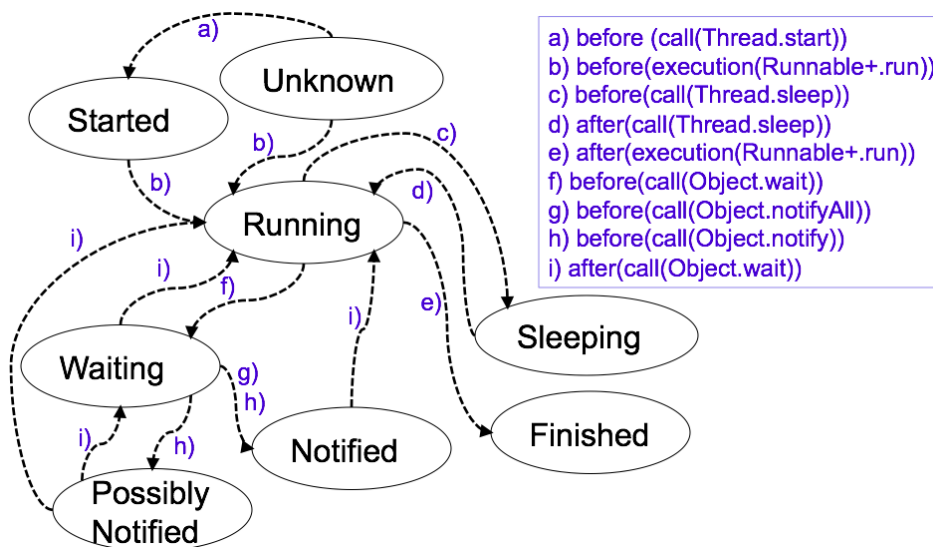 a)
Unknown
Started
b)
c)
b)
d)
Running
i)
i)
f)
i)
e)
Sleeping
Waiting
g)
h)
i)
h)
Notified
Finished
Possibly
Notified
a) before (call(Thread.start))
b) before(execution(Runnable+.run))
c) before(call(Thread.sleep))
d) after(call(Thread.sleep))
e) after(execution(Runnable+.run))
f) before(call(Object.wait))
g) before(call(Object.notifyAll))
h) before(call(Object.notify))
i) after(call(Object.wait))